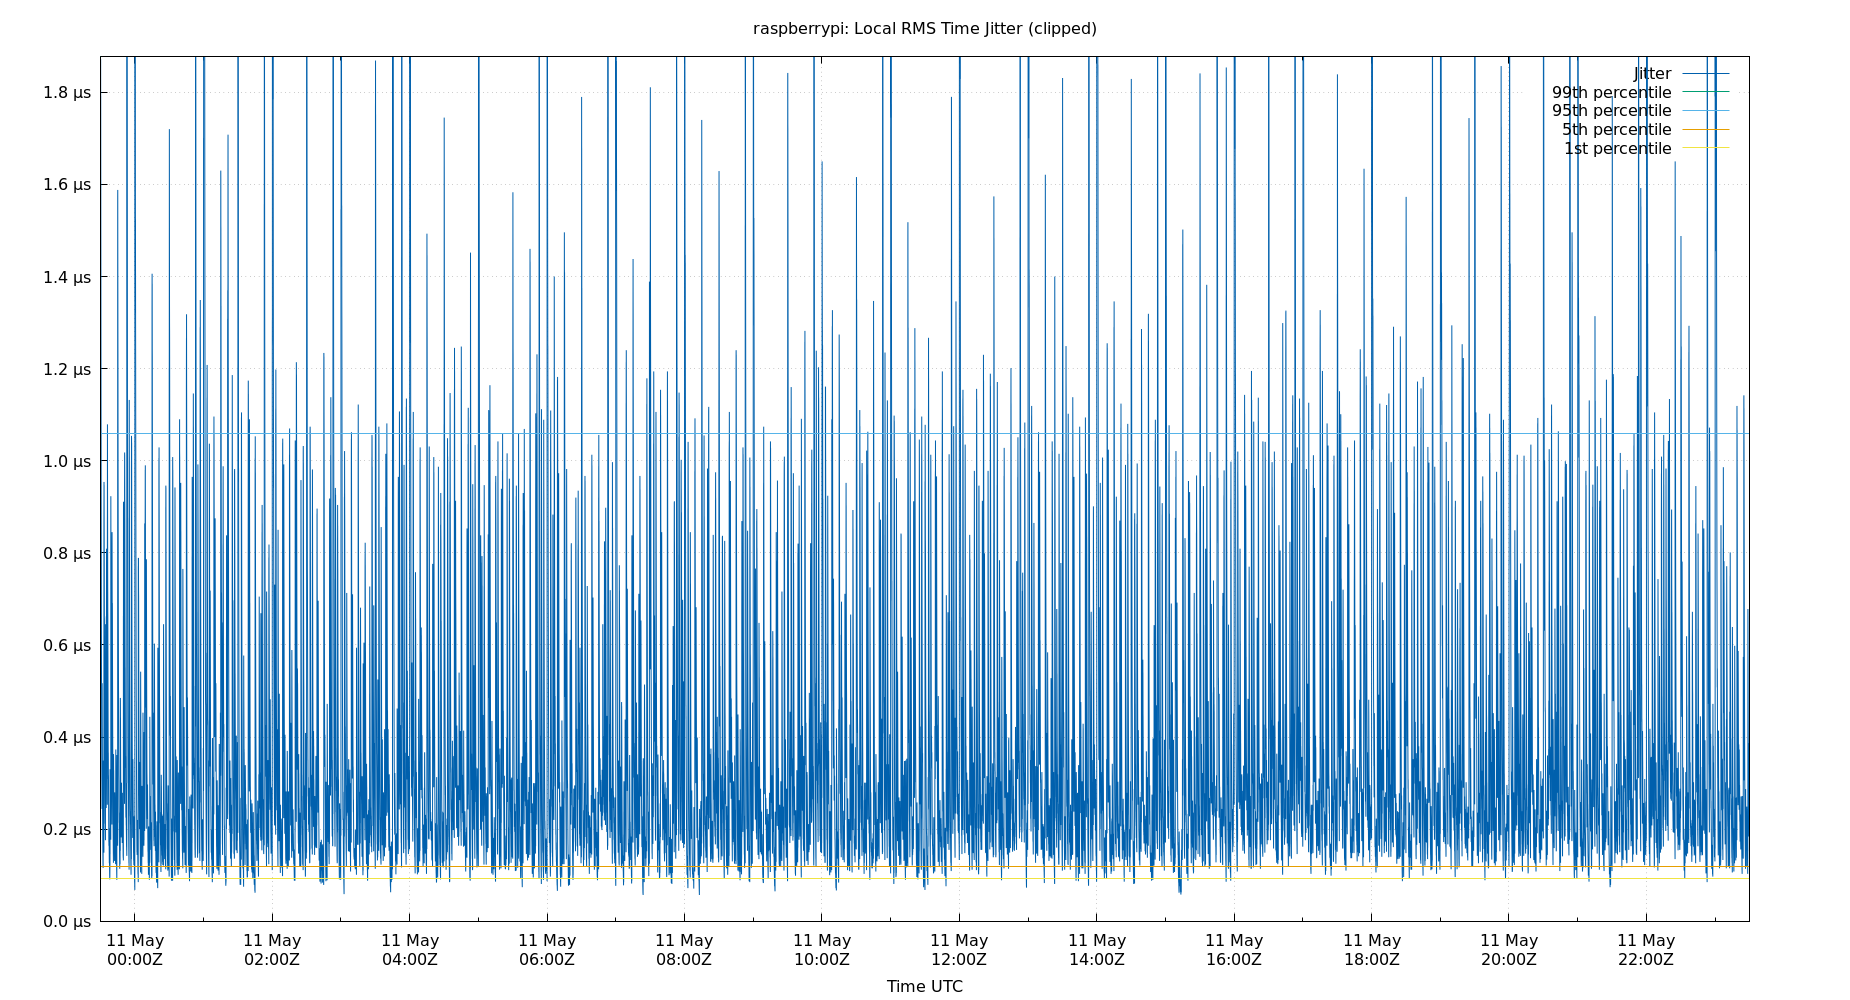 raspberrypi: Local RMS Time Jitter (clipped)
Jitter
99th percentile
95th percentile
5th percentile
1st percentile
1.8 μs
1.6 μs
1.4 μs
1.2 μs
1.0 μs
0.8 μs
0.6 μs
0.4 μs
0.2 μs
0.0 μs
11 May 11 May 11 May 11 May 11 May 11 May 11 May 11 May 11 May 11 May 11 May 11 May
00:00Z 02:00Z 04:00Z 06:00Z 08:00Z 10:00Z 12:00Z 14:00Z 16:00Z 18:00Z 20:00Z 22:00Z
Time UTC